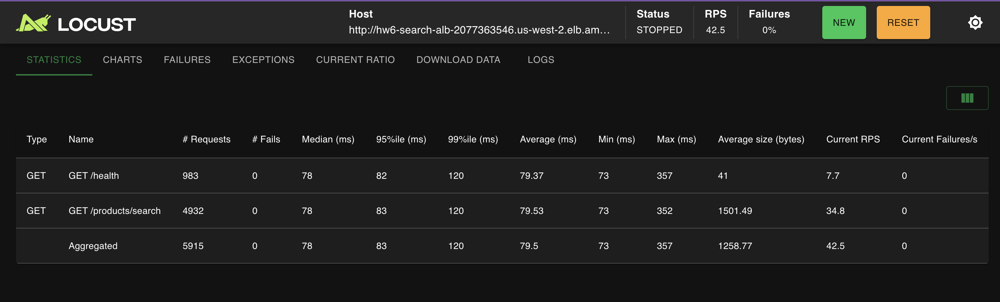 LOCUST
Host
http://hw6-search-alb-2077363546.us-west-2.elb.am…
Status
STOPPED
RPS
42.5
Failures
0%
NEW
RESET
STATISTICS CHARTS FAILURES EXCEPTIONS CURRENT RATIO DOWNLOAD DATA LOGS
Type Name # Requests # Fails Median (ms) 95%ile (ms) 99%ile (ms) Average (ms) Min (ms) Max (ms) Average size (bytes) Current RPS Current Failures/s
GET GET /health 983 0 78 82 120 79.37 73 357 41 7.7 0
GET GET /products/search 4932 0 78 83 120 79.53 73 352 1501.49 34.8 0
Aggregated 5915 0 78 83 120 79.5 73 357 1258.77 42.5 0